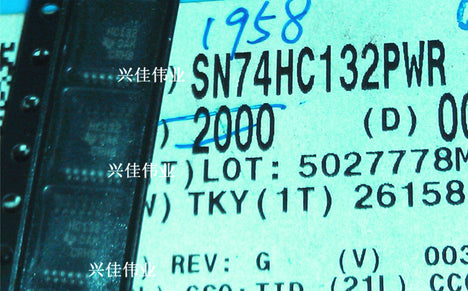 1958
兴佳伟业 ) SN74HC132PWR
) 2000 (D) 00
兴佳伟业 T) LOT: 5027778M
V) TKY(1T) 26158
兴佳伟业 ) REV: G (V) 003
(21L)